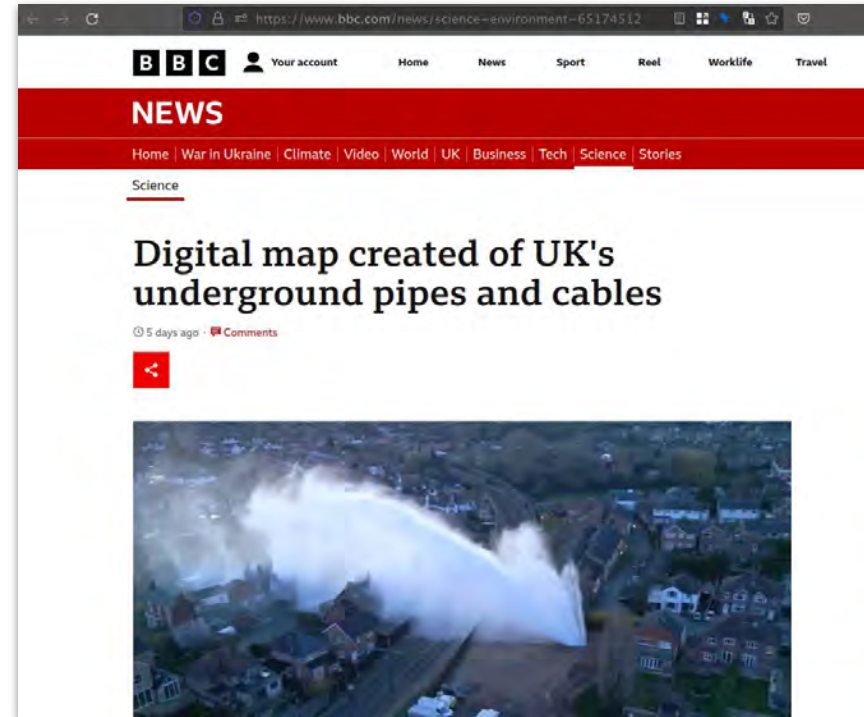 https://www.bbc.com/news/science-environment-65174512
BBC Your account Home News Sport Reel Worklife Travel
NEWS
Home War in Ukraine Climate Video World UK Business Tech Science Stories
Science
Digital map created of UK's
underground pipes and cables
5 days ago · Comments